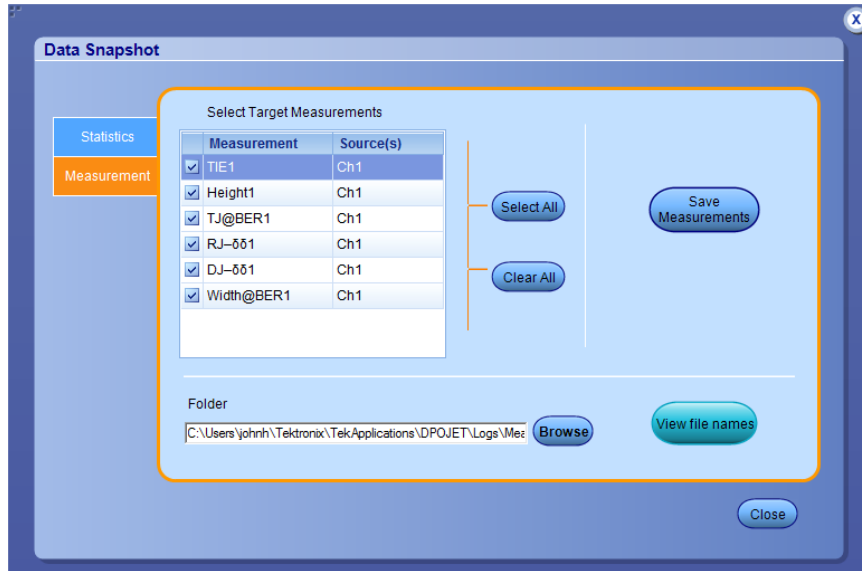 X
Data Snapshot
Statistics
Measurement
Select Target Measurements
Measurement Source(s)
TIE1 Ch1
Height1 Ch1
TJ@BER1 Ch1
RJ–δδ1 Ch1
DJ–δδ1 Ch1
Width@BER1 Ch1
Select All
Clear All
Save
Measurements
Folder
C:\Users\johnh\Tektronix\TekApplications\DPOJET\Logs\Mea
Browse
View file names
Close